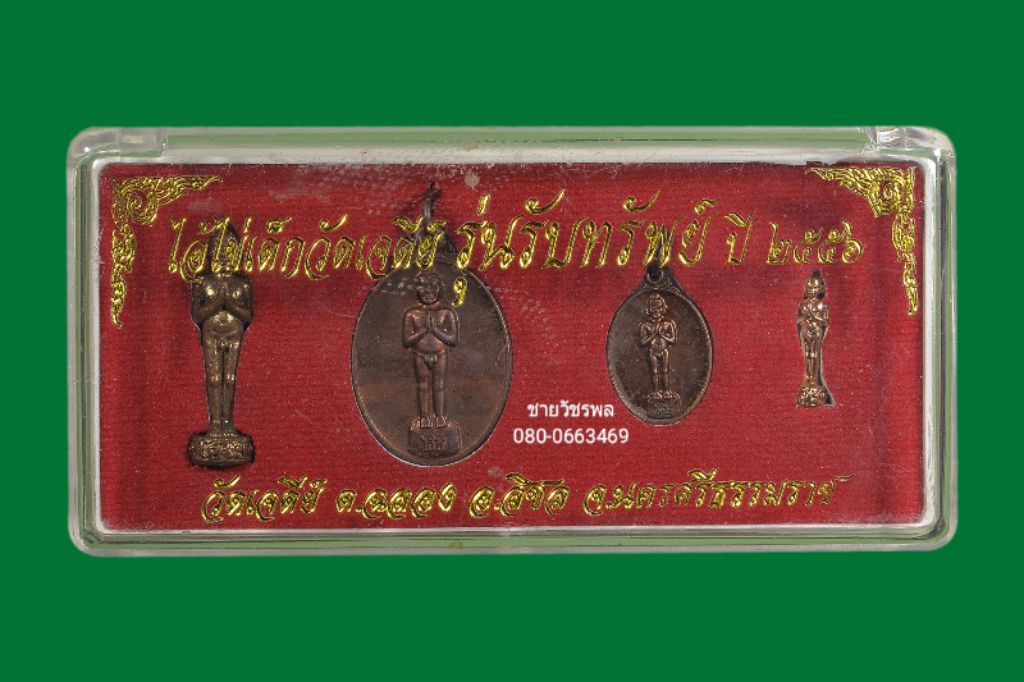 ไอ้ไข่เด็กวัดเจดีย์ รุ่นรับทรัพย์ ปี ๒๕๕๖
ชายวัชรพล
080-0663469
วัดเจดีย์ ต.ฉลอง อ.สิชล จ.นครศรีธรรมราช